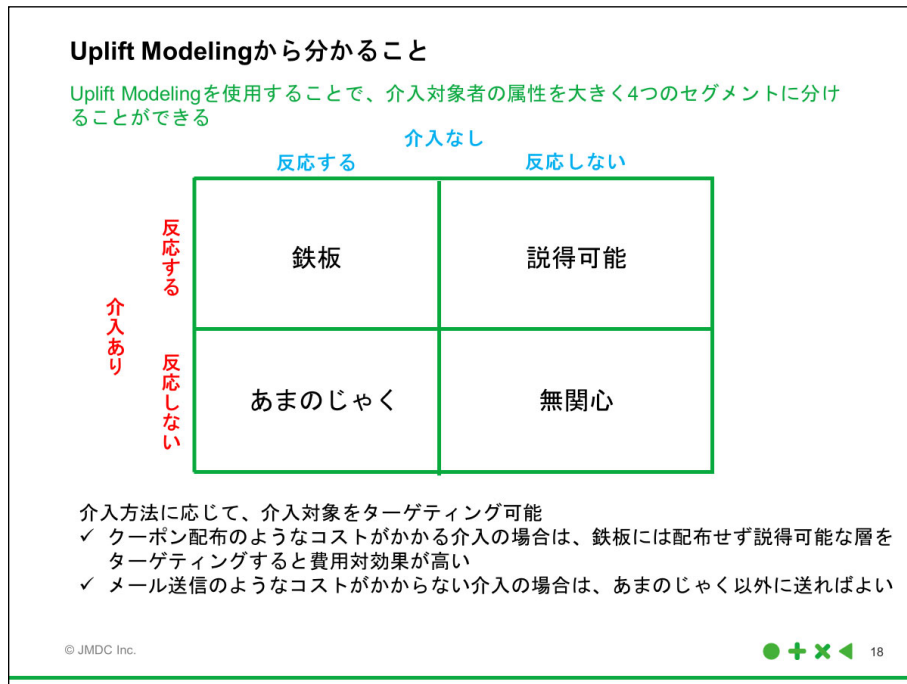 Uplift Modelingから分かること
Uplift Modelingを使用することで、介入対象者の属性を大きく4つのセグメントに分け
ることができる
介入なし
反応する
反応しない
介入あり
反応する
鉄板
説得可能
反応しない
あまのじゃく
無関心
介入方法に応じて、介入対象をターゲティング可能
✓ クーポン配布のようなコストがかかる介入の場合は、鉄板には配布せず説得可能な層を
ターゲティングすると費用対効果が高い
✓ メール送信のようなコストがかからない介入の場合は、あまのじゃく以外に送ればよい
© JMDC Inc.
18